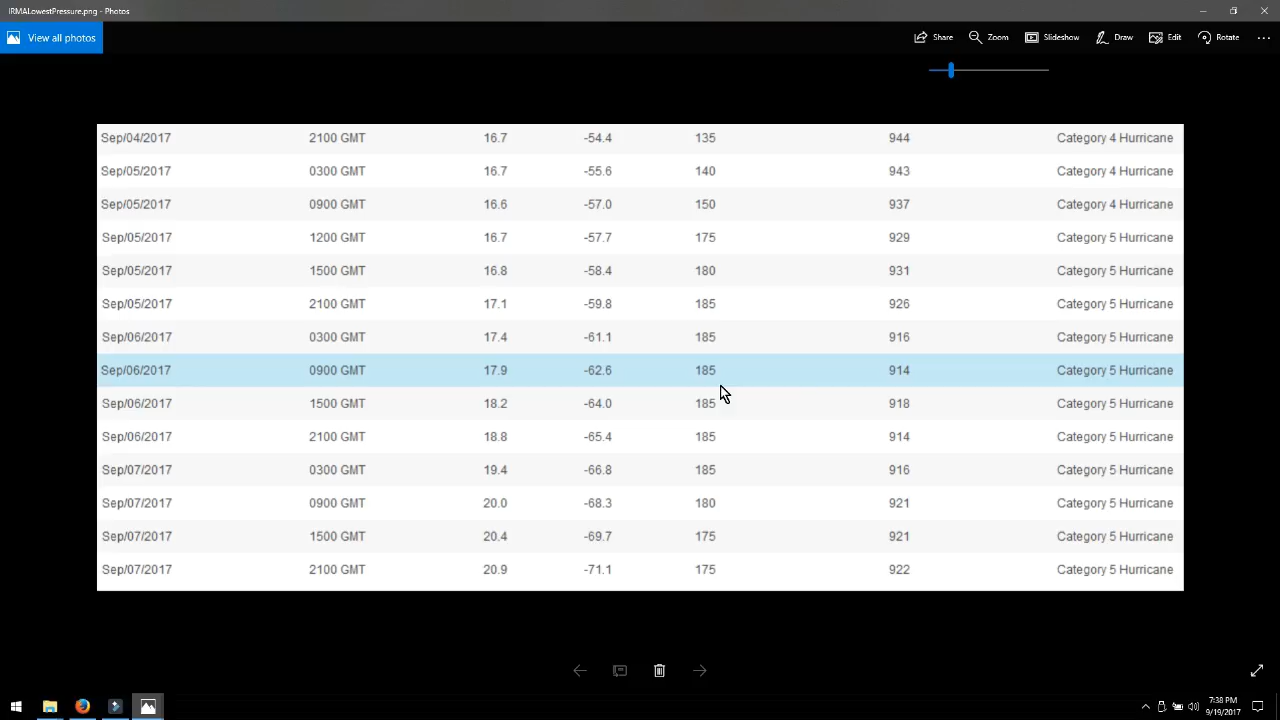 IRMALowestPressure.png - Photos
View all photos Share Zoom Slideshow Draw Edit Rotate
Sep/04/2017 2100 GMT 16.7 -54.4 135 944 Category 4 Hurricane
Sep/05/2017 0300 GMT 16.7 -55.6 140 943 Category 4 Hurricane
Sep/05/2017 0900 GMT 16.6 -57.0 150 937 Category 4 Hurricane
Sep/05/2017 1200 GMT 16.7 -57.7 175 929 Category 5 Hurricane
Sep/05/2017 1500 GMT 16.8 -58.4 180 931 Category 5 Hurricane
Sep/05/2017 2100 GMT 17.1 -59.8 185 926 Category 5 Hurricane
Sep/06/2017 0300 GMT 17.4 -61.1 185 916 Category 5 Hurricane
Sep/06/2017 0900 GMT 17.9 -62.6 185 914 Category 5 Hurricane
Sep/06/2017 1500 GMT 18.2 -64.0 185 918 Category 5 Hurricane
Sep/06/2017 2100 GMT 18.8 -65.4 185 914 Category 5 Hurricane
Sep/07/2017 0300 GMT 19.4 -66.8 185 916 Category 5 Hurricane
Sep/07/2017 0900 GMT 20.0 -68.3 180 921 Category 5 Hurricane
Sep/07/2017 1500 GMT 20.4 -69.7 175 921 Category 5 Hurricane
Sep/07/2017 2100 GMT 20.9 -71.1 175 922 Category 5 Hurricane
7:38 PM
9/19/2017